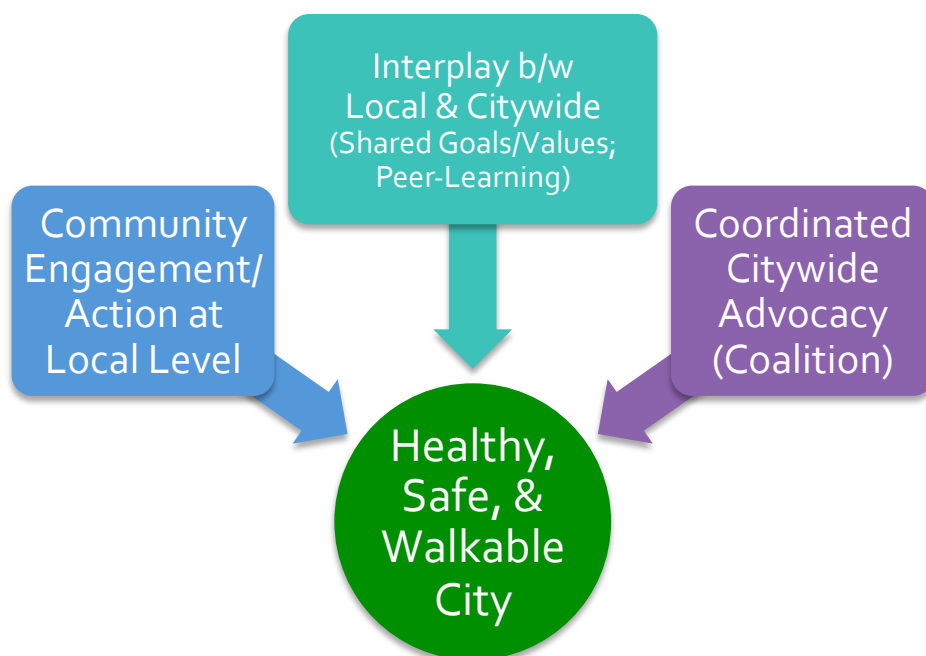 Interplay b/w
Local & Citywide
(Shared Goals/Values;
Peer-Learning)
Community
Engagement/
Action at
Local Level
Coordinated
Citywide
Advocacy
(Coalition)
Healthy,
Safe, &
Walkable
City